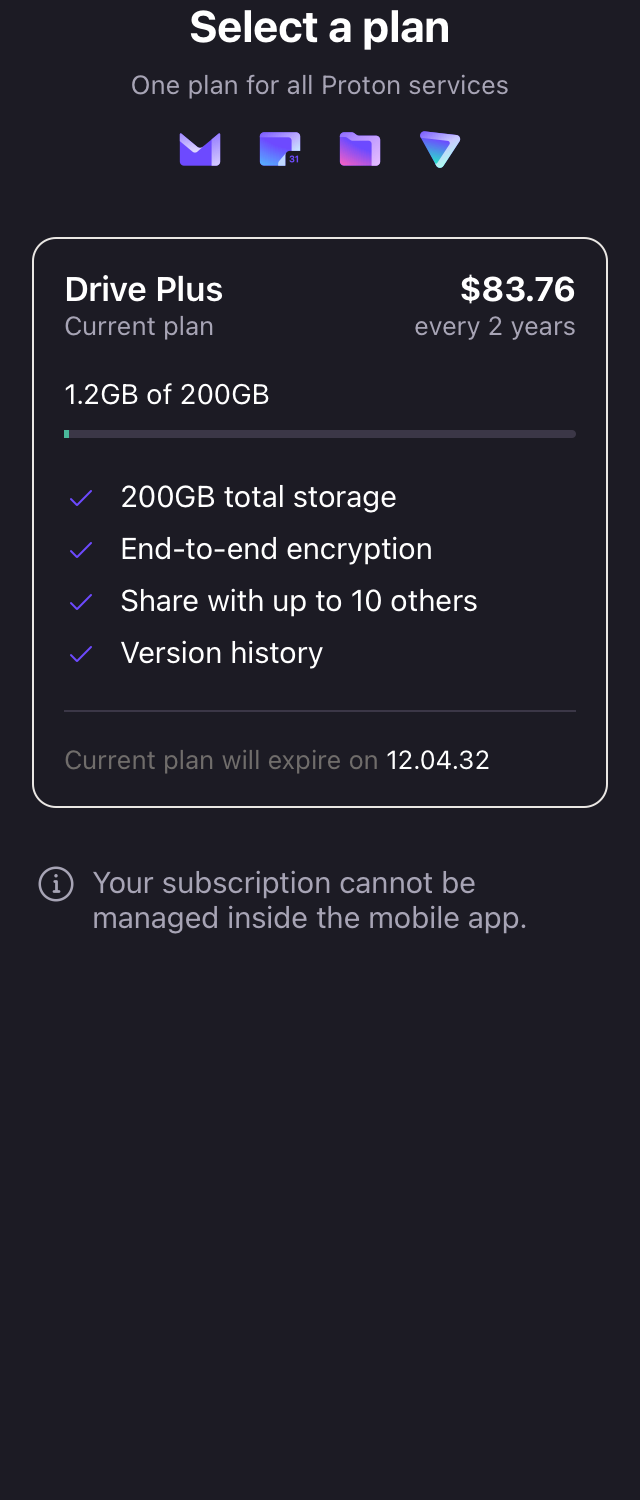 Select a plan
One plan for all Proton services
31
Drive Plus $83.76
Current plan every 2 years
1.2GB of 200GB
200GB total storage
End-to-end encryption
Share with up to 10 others
Version history
Current plan will expire on 12.04.32
Your subscription cannot be
managed inside the mobile app.